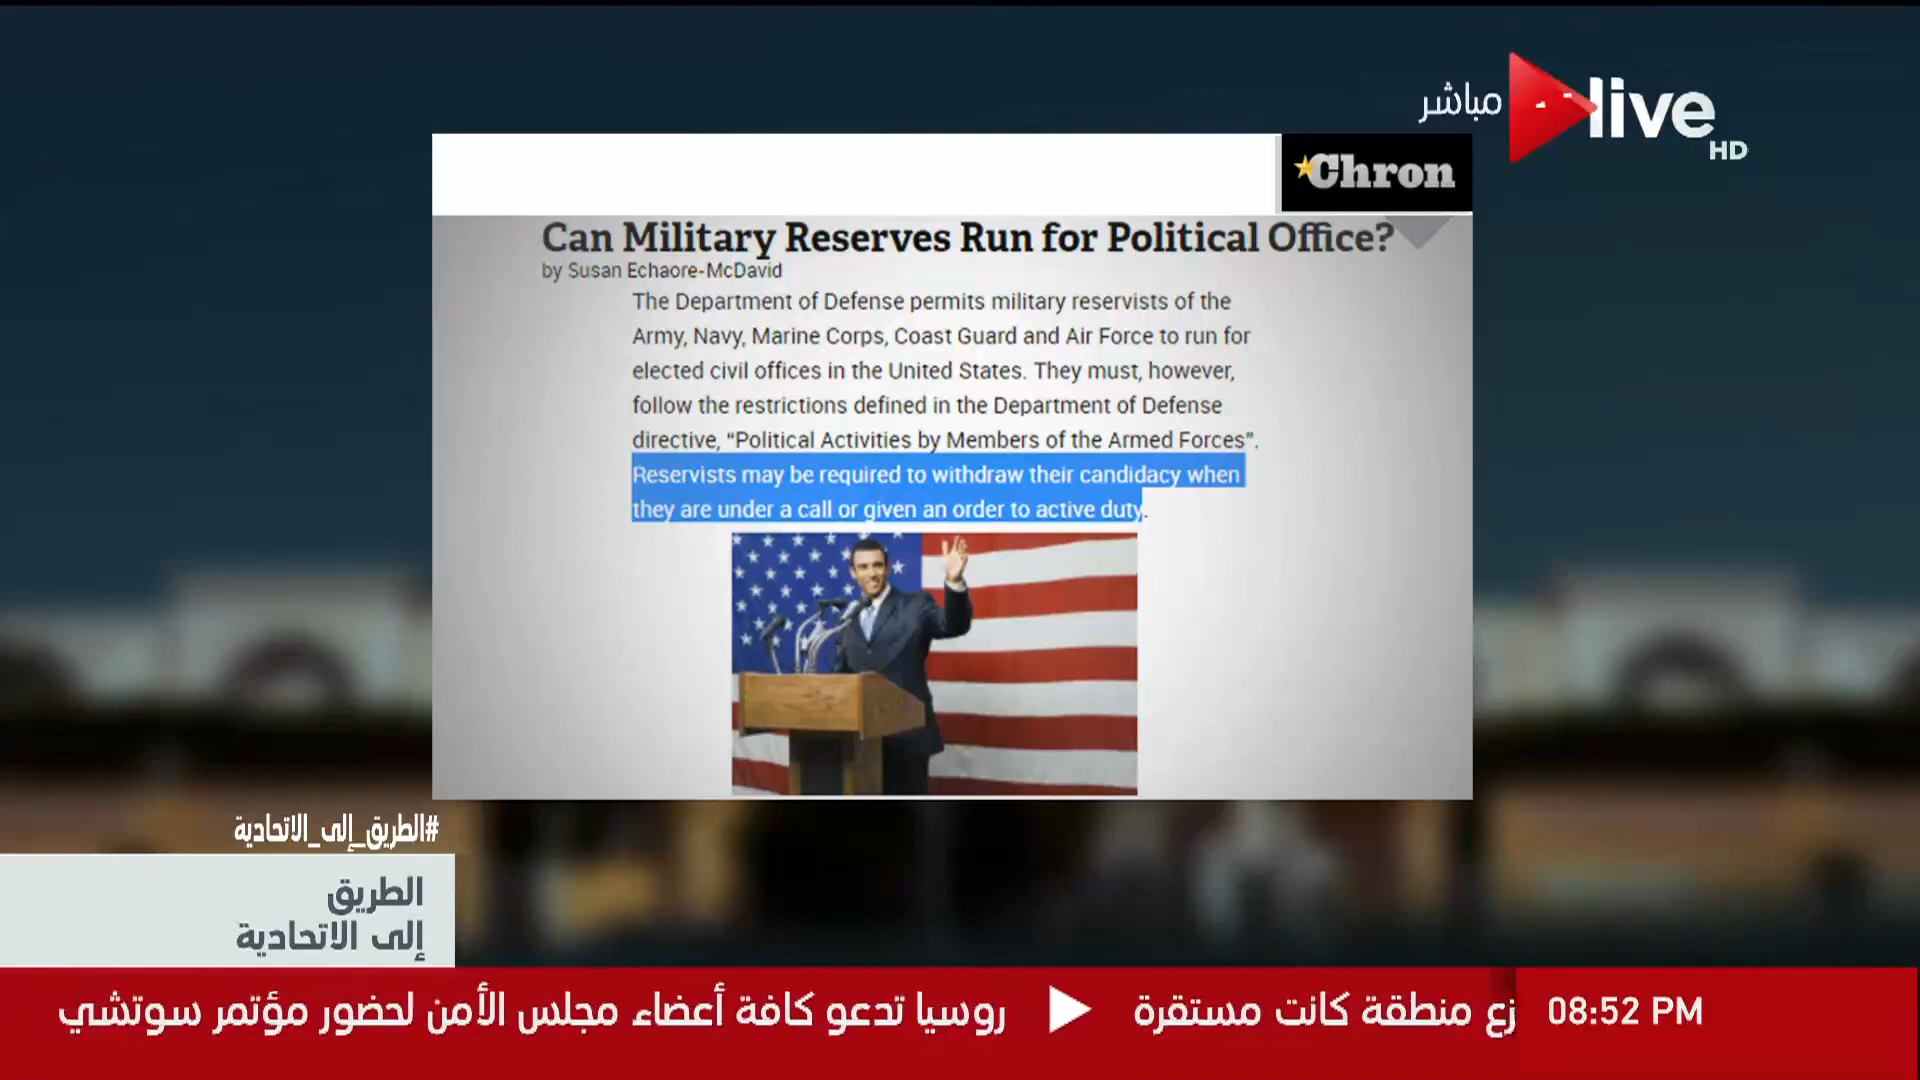 مباشر
live
HD
Chron
Can Military Reserves Run for Political Office?
by Susan Echaore-McDavid
The Department of Defense permits military reservists of the
Army, Navy, Marine Corps, Coast Guard and Air Force to run for
elected civil offices in the United States. They must, however,
follow the restrictions defined in the Department of Defense
directive, “Political Activities by Members of the Armed Forces”.
Reservists may be required to withdraw their candidacy when
they are under a call or given an order to active duty.
#الطريق_إلى_الاتحادية
الطريق
إلى الاتحادية
زع منطقة كانت مستقرة
روسيا تدعو كافة أعضاء مجلس الأمن لحضور مؤتمر سوتشي
08:52 PM